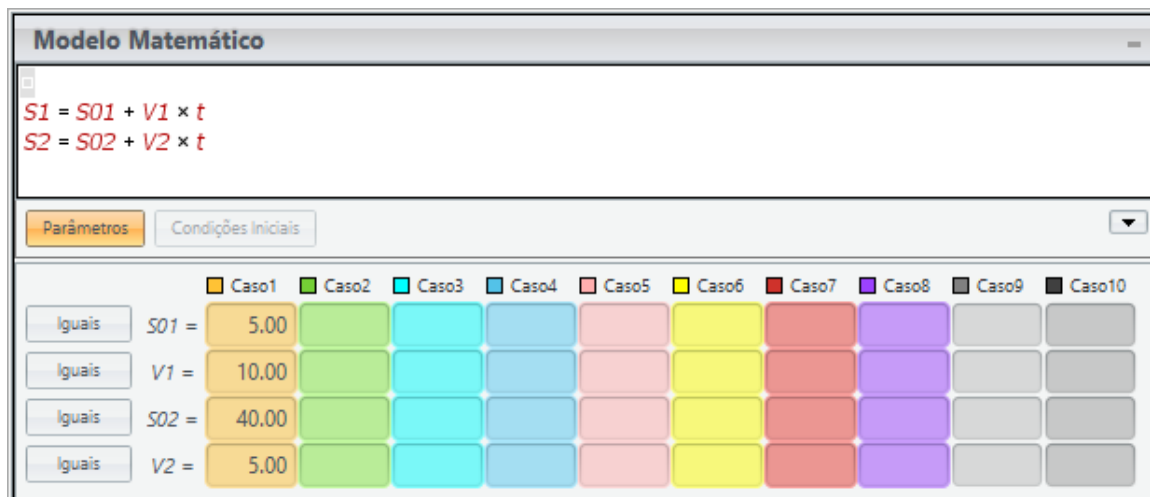 Modelo Matemático
S1 = S01 + V1 × t
S2 = S02 + V2 × t
Parâmetros Condições Iniciais
Caso1 Caso2 Caso3 Caso4 Caso5 Caso6 Caso7 Caso8 Caso9 Caso10
Iguais S01 = 5.00
Iguais V1 = 10.00
Iguais S02 = 40.00
Iguais V2 = 5.00